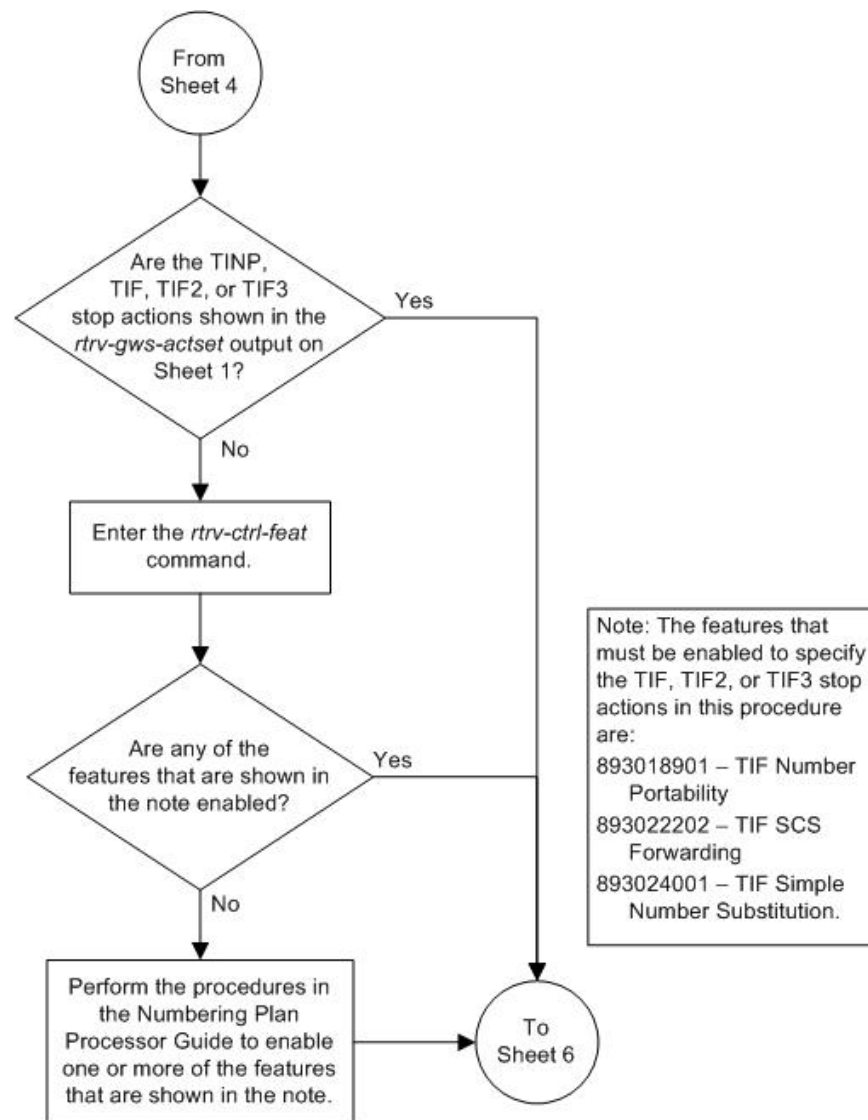 From
Sheet 4
Are the TINP,
TIF, TIF2, or TIF3
stop actions shown in the
rtrv-gws-actset output on
Sheet 1?
Yes
No
Enter the rtrv-ctrl-feat
command.
Are any of the
features that are shown in
the note enabled?
Yes
No
Perform the procedures in
the Numbering Plan
Processor Guide to enable
one or more of the features
that are shown in the note.
To
Sheet 6
Note: The features that
must be enabled to specify
the TIF, TIF2, or TIF3 stop
actions in this procedure
are:
893018901 – TIF Number
Portability
893022202 – TIF SCS
Forwarding
893024001 – TIF Simple
Number Substitution.